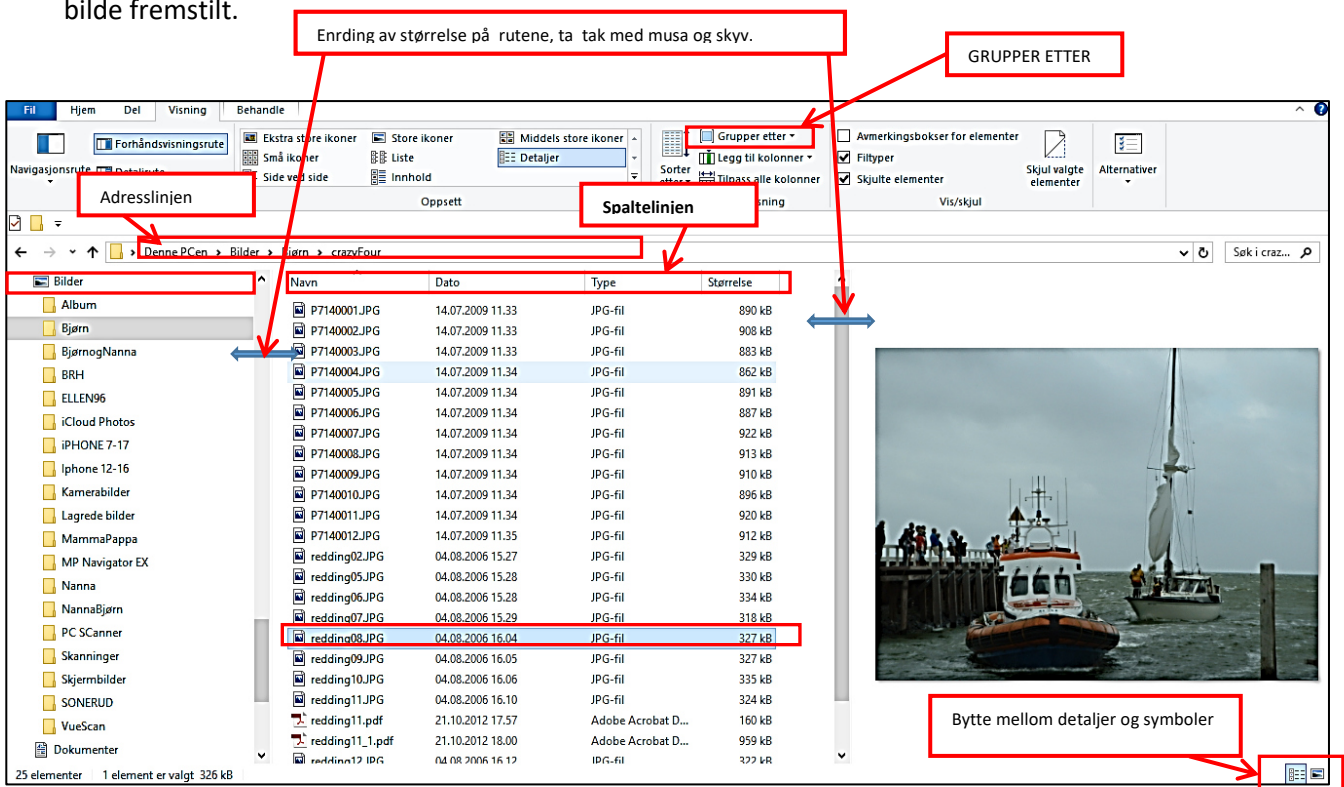 bilde fremstilt.
Enrding av størrelse på rutene, ta tak med musa og skyv.
GRUPPER ETTER
Fil Hjem Del Visning Behandle
Forhåndsvisningsrute
Navigasjonsrute
Ekstra store ikoner Store ikoner Middels store ikoner
Små ikoner Liste Detaljer
Side ved side Innhold
Oppsett
Sorter
Grupper etter
Legg til kolonner
Tilpass alle kolonner
Avmerkingsbokser for elementer
Filtyper
Skjulte elementer
Skjul valgte
elementer
Vis/skjul
Alternativer
Adresslinjen
Spaltelinjen
Denne PCen > Bilder > Bjørn > crazyFour
Søk i craz...
Bilder
Album
Bjørn
BjørnogNanna
BRH
ELLEN96
iCloud Photos
iPHONE 7-17
Iphone 12-16
Kamerabilder
Lagrede bilder
MammaPappa
MP Navigator EX
Nanna
NannaBjørn
PC SCanner
Skanninger
Skjermbilder
SONERUD
VueScan
Dokumenter
Navn Dato Type Størrelse
P7140001.JPG 14.07.2009 11.33 JPG-fil 890 kB
P7140002.JPG 14.07.2009 11.33 JPG-fil 908 kB
P7140003.JPG 14.07.2009 11.33 JPG-fil 883 kB
P7140004.JPG 14.07.2009 11.34 JPG-fil 862 kB
P7140005.JPG 14.07.2009 11.34 JPG-fil 891 kB
P7140006.JPG 14.07.2009 11.34 JPG-fil 887 kB
P7140007.JPG 14.07.2009 11.34 JPG-fil 922 kB
P7140008.JPG 14.07.2009 11.34 JPG-fil 913 kB
P7140009.JPG 14.07.2009 11.34 JPG-fil 910 kB
P7140010.JPG 14.07.2009 11.34 JPG-fil 896 kB
P7140011.JPG 14.07.2009 11.34 JPG-fil 920 kB
P7140012.JPG 14.07.2009 11.35 JPG-fil 912 kB
redding02.JPG 04.08.2006 15.27 JPG-fil 329 kB
redding05.JPG 04.08.2006 15.28 JPG-fil 330 kB
redding06.JPG 04.08.2006 15.28 JPG-fil 334 kB
redding07.JPG 04.08.2006 15.29 JPG-fil 318 kB
redding08.JPG 04.08.2006 16.04 JPG-fil 327 kB
redding09.JPG 04.08.2006 16.05 JPG-fil 327 kB
redding10.JPG 04.08.2006 16.06 JPG-fil 335 kB
redding11.JPG 04.08.2006 16.10 JPG-fil 324 kB
redding11.pdf 21.10.2012 17.57 Adobe Acrobat D... 160 kB
redding11_1.pdf 21.10.2012 18.00 Adobe Acrobat D... 959 kB
redding12.JPG 04.08.2006 16.12 JPG-fil 322 kB
Bytte mellom detaljer og symboler
25 elementer 1 element er valgt 326 kB